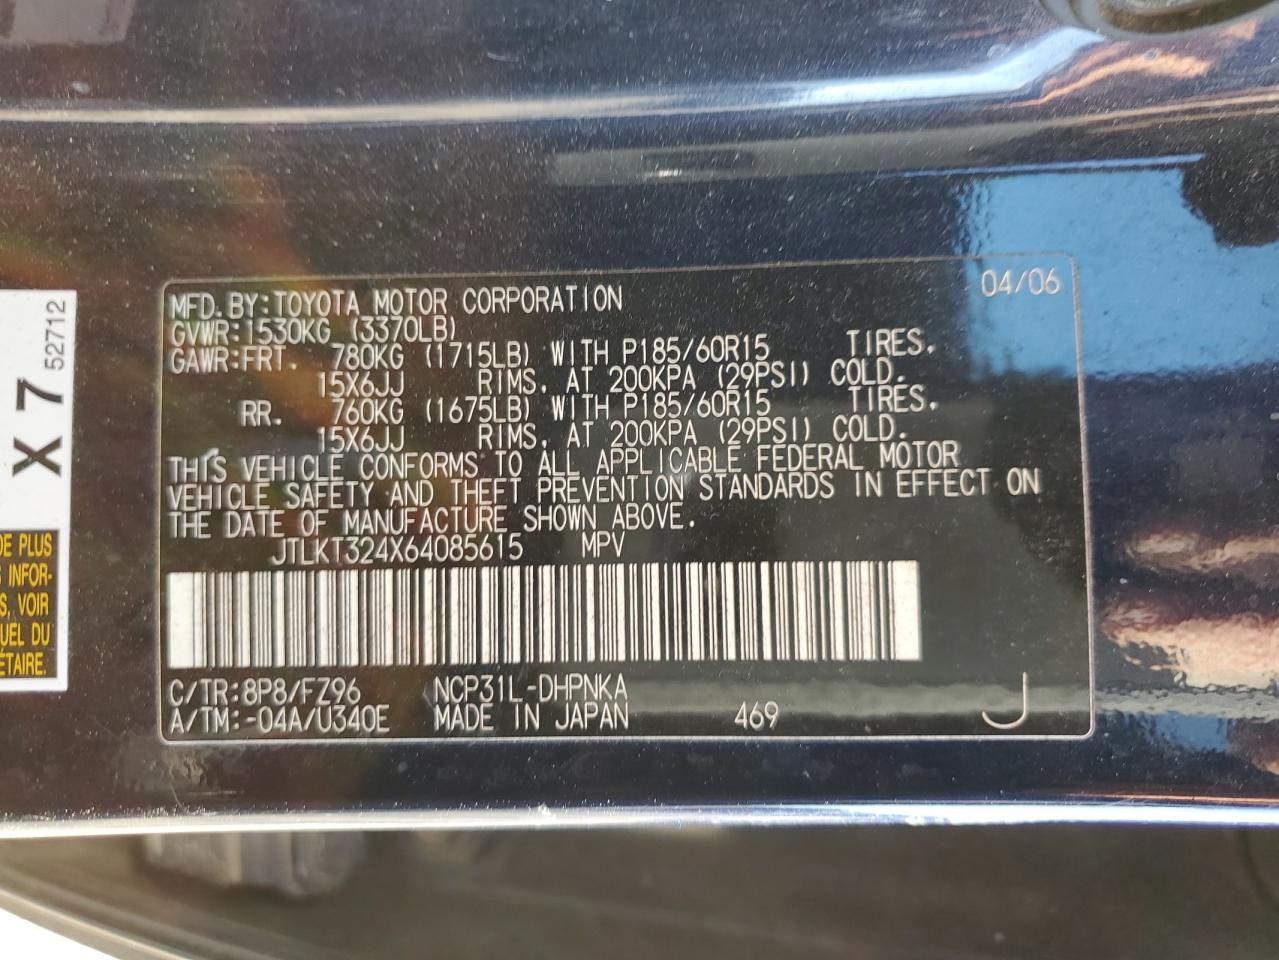 MFD.BY:TOYOTA MOTOR CORPORATION 04/06
GVWR:1530KG (3370LB)
GAWR:FRT. 780KG (1715LB) WITH P185/60R15 TIRES.
15X6JJ RIMS. AT 200KPA (29PSI) COLD.
RR. 760KG (1675LB) WITH P185/60R15 TIRES.
15X6JJ RIMS. AT 200KPA (29PSI) COLD.
THIS VEHICLE CONFORMS TO ALL APPLICABLE FEDERAL MOTOR
VEHICLE SAFETY AND THEFT PREVENTION STANDARDS IN EFFECT ON
THE DATE OF MANUFACTURE SHOWN ABOVE.
JTLKT324X64085615 MPV
C/TR:8P8/FZ96 NCP31L-DHPNKA
A/TM:-04A/U340E MADE IN JAPAN 469 J
X 7
52712
DE PLUS
INFOR-
S, VOIR
UEL DU
ÉTAIRE.